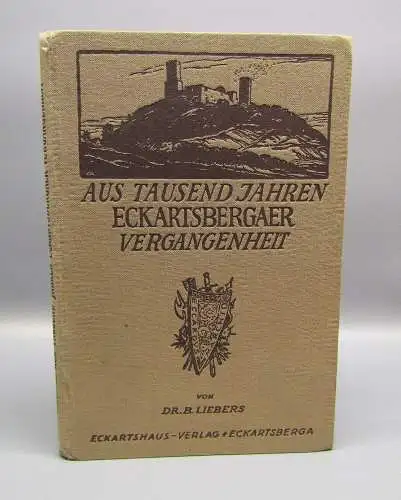 AUS TAUSEND JAHREN
ECKARTSBERGAER
VERGANGENHEIT
VON
DR. B. LIEBERS
ECKARTSHAUS-VERLAG + ECKARTSBERGA